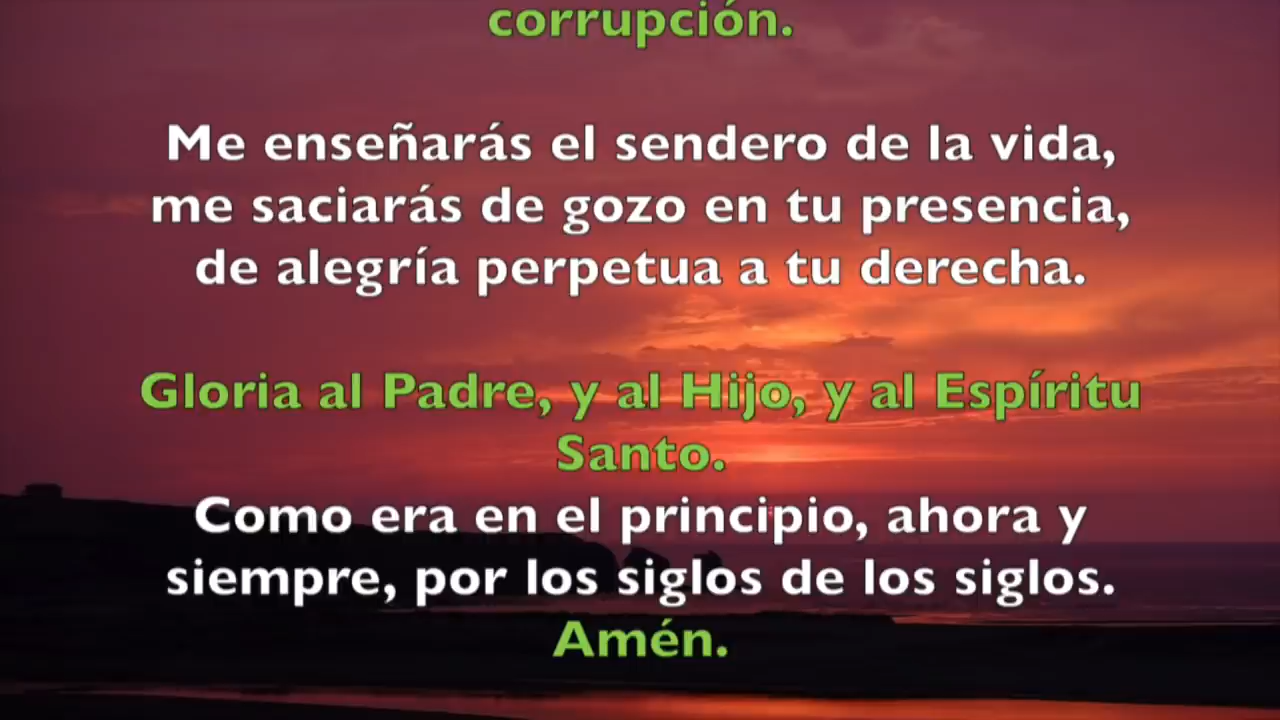 corrupción.
Me enseñarás el sendero de la vida,
me saciarás de gozo en tu presencia,
de alegría perpetua a tu derecha.
Gloria al Padre, y al Hijo, y al Espíritu
Santo.
Como era en el principio, ahora y
siempre, por los siglos de los siglos.
Amén.